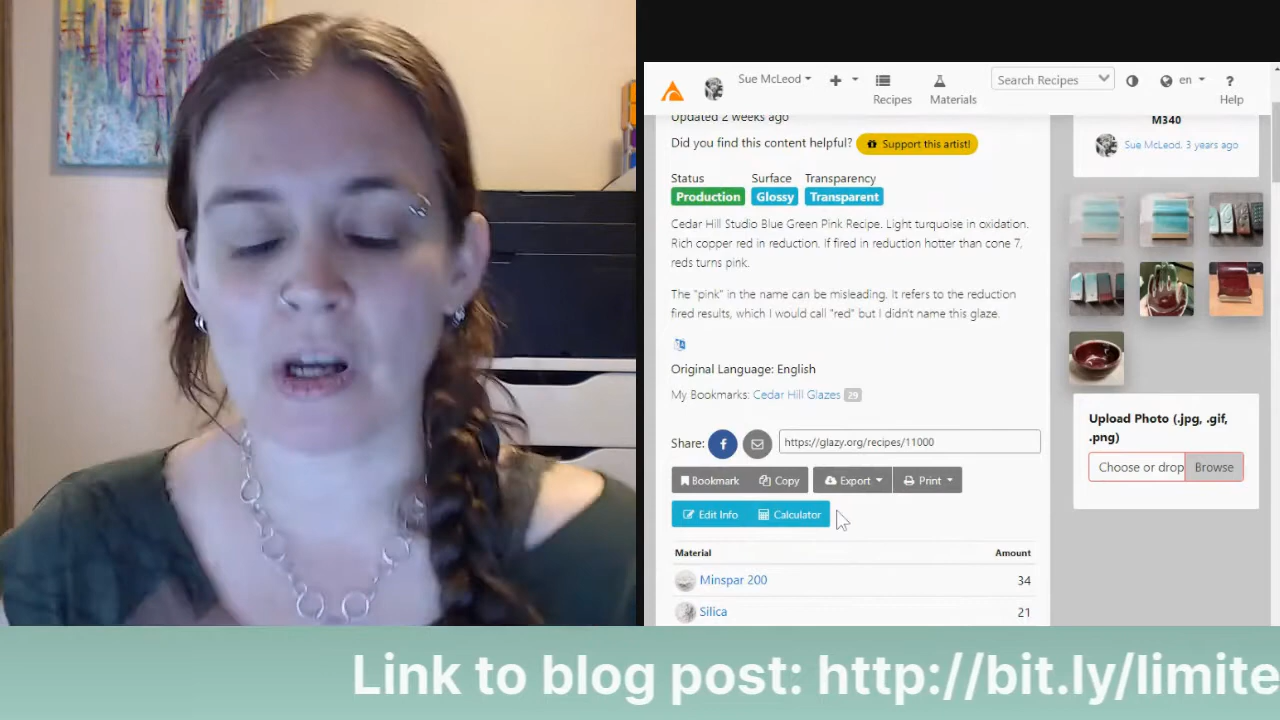 Sue McLeod
Recipes
Materials
Search Recipes
en
?
Help
Updated 2 weeks ago
Did you find this content helpful?
Support this artist!
Status Surface Transparency
Production Glossy Transparent
Cedar Hill Studio Blue Green Pink Recipe. Light turquoise in oxidation.
Rich copper red in reduction. If fired in reduction hotter than cone 7,
reds turns pink.
The "pink" in the name can be misleading. It refers to the reduction
fired results, which I would call "red" but I didn't name this glaze.
Original Language: English
My Bookmarks: Cedar Hill Glazes 29
Share: f https://glazy.org/recipes/11000
Bookmark Copy Export Print
Edit Info Calculator
Material Amount
Minspar 200 34
Silica 21
M340
Sue McLeod, 3 years ago
Upload Photo (.jpg, .gif,
.png)
Choose or drop Browse
Link to blog post: http://bit.ly/limite